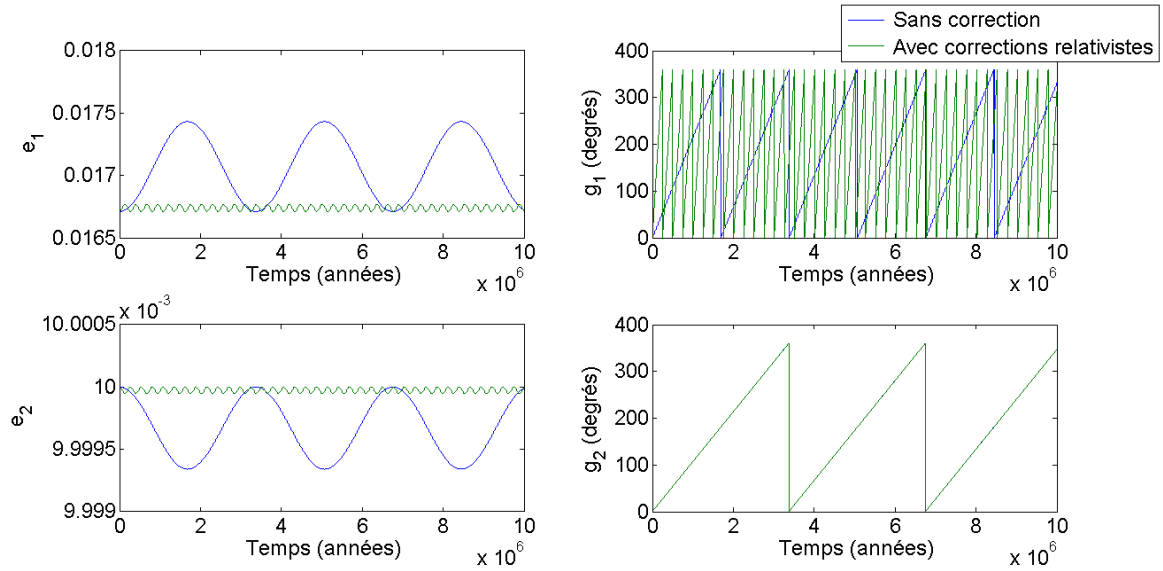 Sans correction
Avec corrections relativistes
0.018
0.0175
0.017
0.0165
e1
0 2 4 6 8 10
Temps (années)
x 10^6
400
300
200
100
0
g1 (degrés)
0 2 4 6 8 10
Temps (années)
x 10^6
x 10^-3
10.0005
10
9.9995
9.999
e2
0 2 4 6 8 10
Temps (années)
x 10^6
400
300
200
100
0
g2 (degrés)
0 2 4 6 8 10
Temps (années)
x 10^6